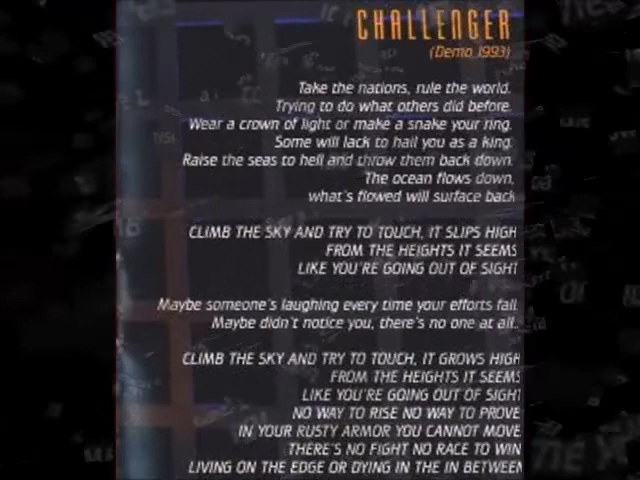 CHALLENGER
(Demo 1993)
Take the nations, rule the world.
Trying to do what others did before.
Wear a crown of light or make a snake your ring.
Some will lack to hail you as a king.
Raise the seas to hell and throw them back down.
The ocean flows down,
what's flowed will surface back
CLIMB THE SKY AND TRY TO TOUCH, IT SLIPS HIGH
FROM THE HEIGHTS IT SEEMS
LIKE YOU'RE GOING OUT OF SIGHT
Maybe someone's laughing every time your efforts fall.
Maybe didn't notice you, there's no one at all..
CLIMB THE SKY AND TRY TO TOUCH, IT GROWS HIGH
FROM THE HEIGHTS IT SEEMS
LIKE YOU'RE GOING OUT OF SIGHT
NO WAY TO RISE NO WAY TO PROVE
IN YOUR RUSTY ARMOR YOU CANNOT MOVE
THERE'S NO FIGHT NO RACE TO WIN
LIVING ON THE EDGE OR DYING IN THE IN BETWEEN